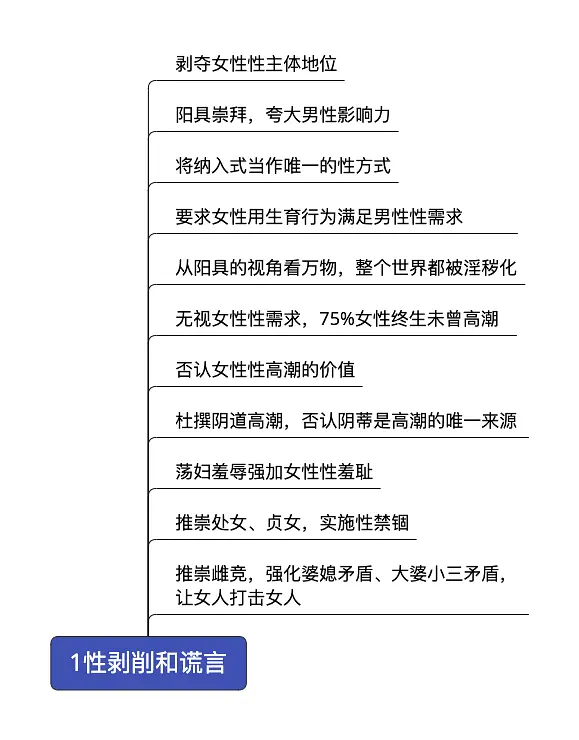 剥夺女性性主体地位
阳具崇拜，夸大男性影响力
将纳入式当作唯一的性方式
要求女性用生育行为满足男性性需求
从阳具的视角看万物，整个世界都被淫秽化
无视女性性需求，75%女性终生未曾高潮
否认女性性高潮的价值
杜撰阴道高潮，否认阴蒂是高潮的唯一来源
荡妇羞辱强加女性性羞耻
推崇处女、贞女，实施性禁锢
推崇雌竞，强化婆媳矛盾、大婆小三矛盾，
让女人打击女人
1性剥削和谎言